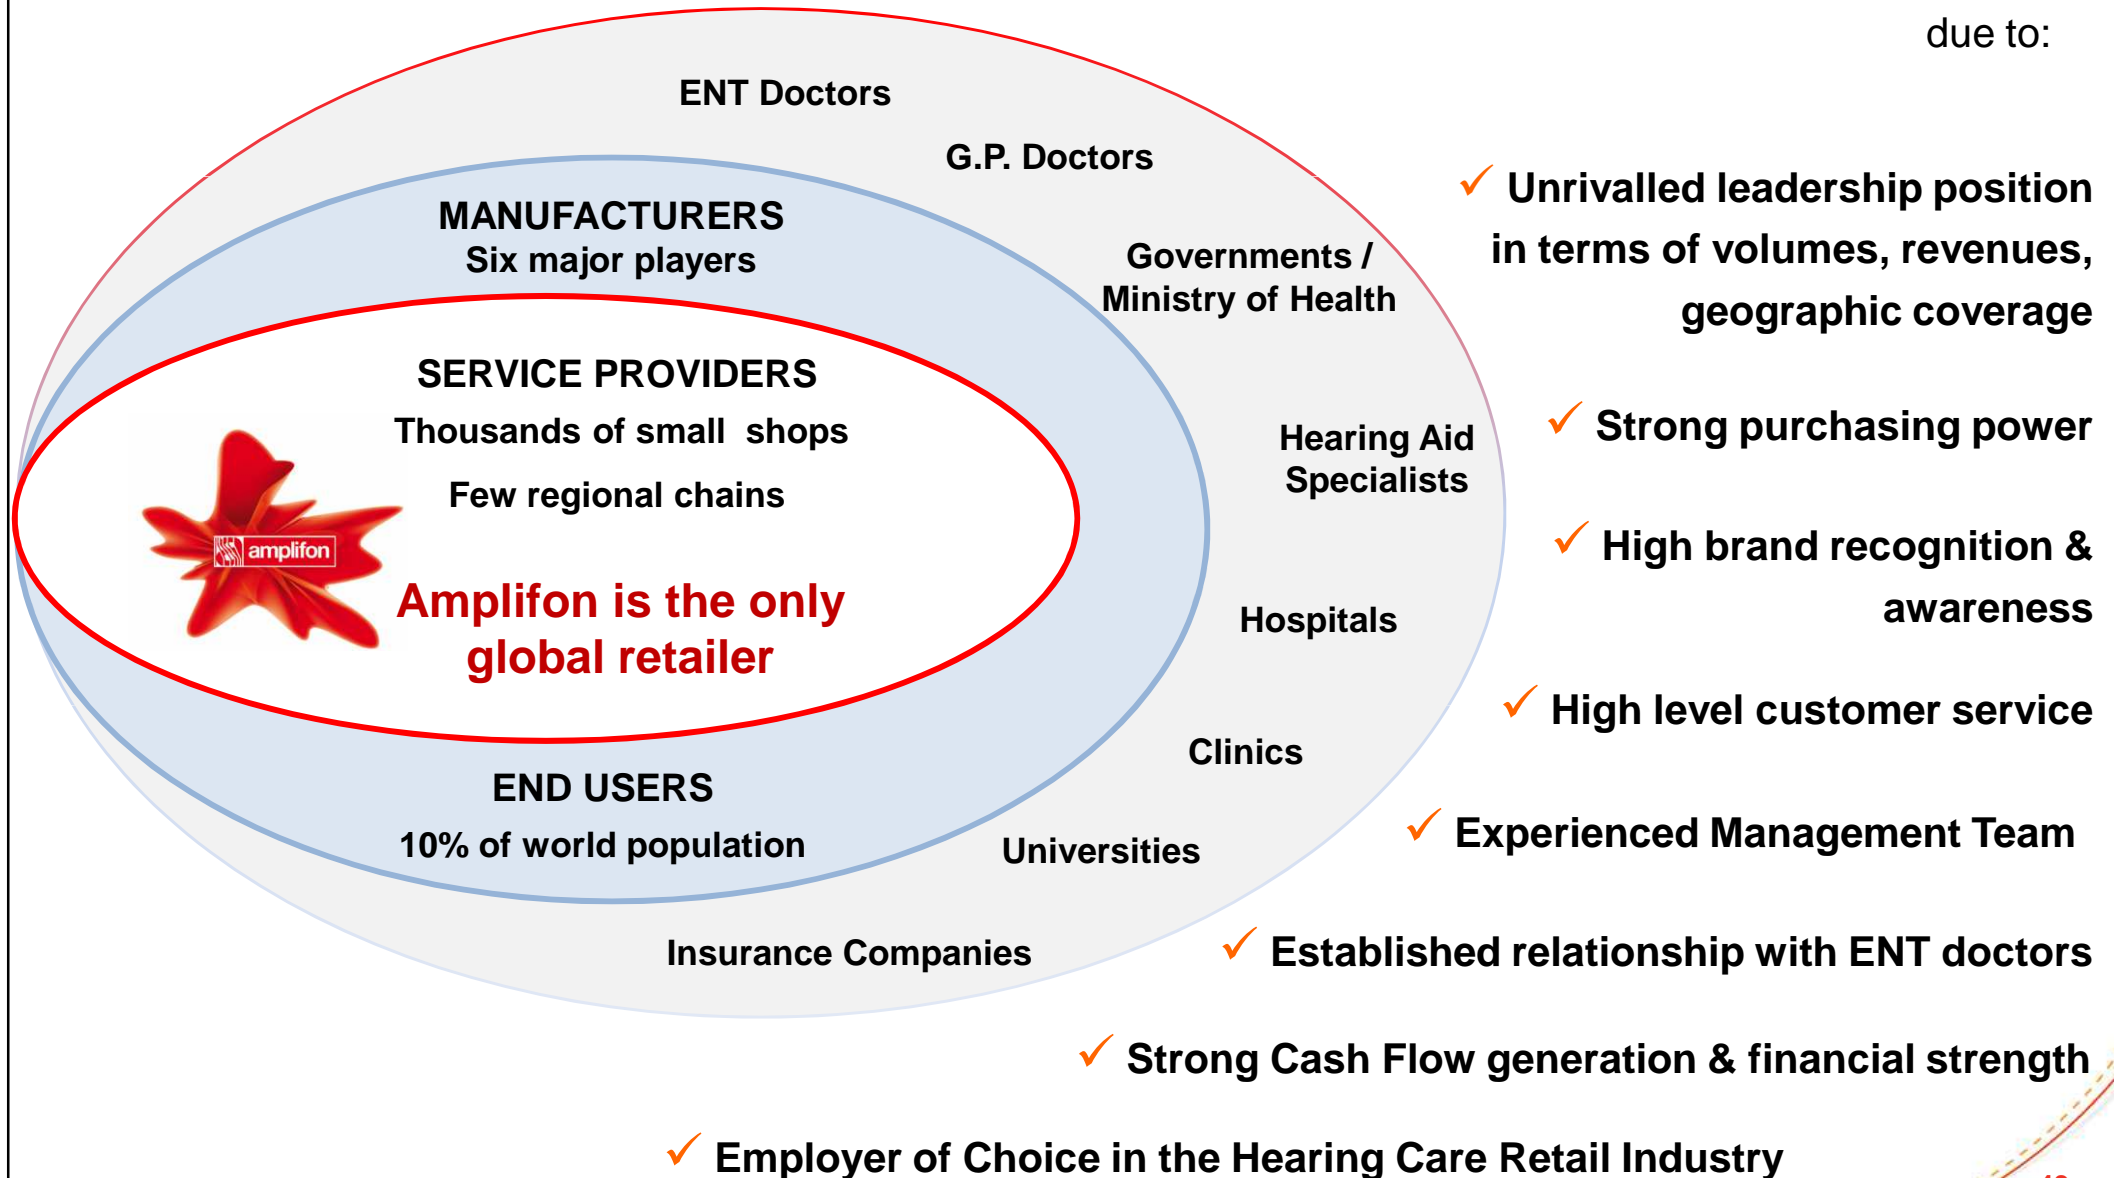 due to:
ENT Doctors
G.P. Doctors
MANUFACTURERS
Six major players
Governments /
Ministry of Health
SERVICE PROVIDERS
Thousands of small shops
Few regional chains
amplifon
Amplifon is the only
global retailer
Hearing Aid
Specialists
Hospitals
Clinics
END USERS
10% of world population
Universities
Insurance Companies
✓ Unrivalled leadership position
in terms of volumes, revenues,
geographic coverage
✓ Strong purchasing power
✓ High brand recognition &
awareness
✓ High level customer service
✓ Experienced Management Team
✓ Established relationship with ENT doctors
✓ Strong Cash Flow generation & financial strength
✓ Employer of Choice in the Hearing Care Retail Industry